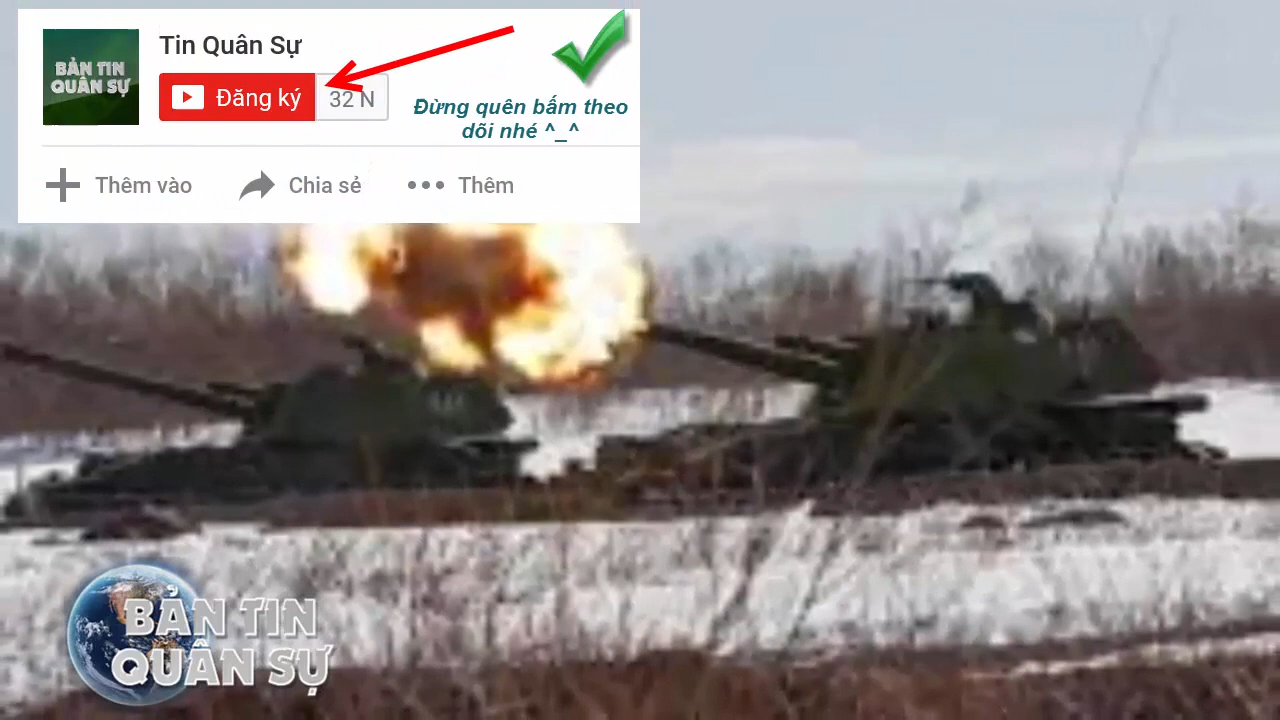 Tin Quân Sự
BẢN TIN
QUÂN SỰ
Đăng ký
32 N
Đừng quên bấm theo
dõi nhé ^_^
Thêm vào
Chia sẻ
Thêm
BẢN TIN
QUÂN SỰ